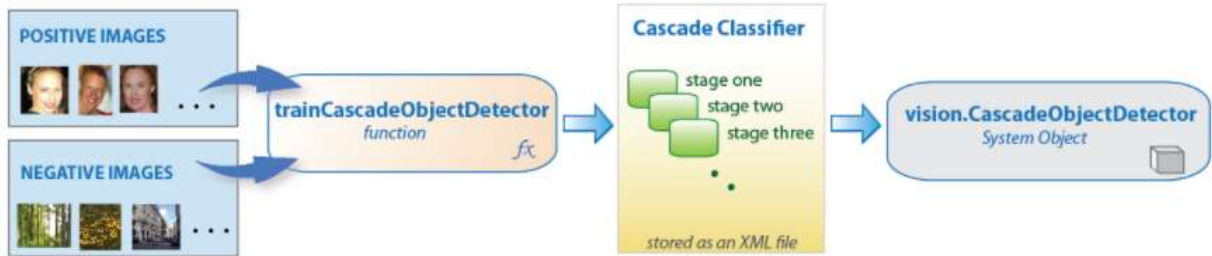 POSITIVE IMAGES
...
NEGATIVE IMAGES
...
trainCascadeObjectDetector
function
fx
Cascade Classifier
stage one
stage two
stage three
stored as an XML file
vision.CascadeObjectDetector
System Object